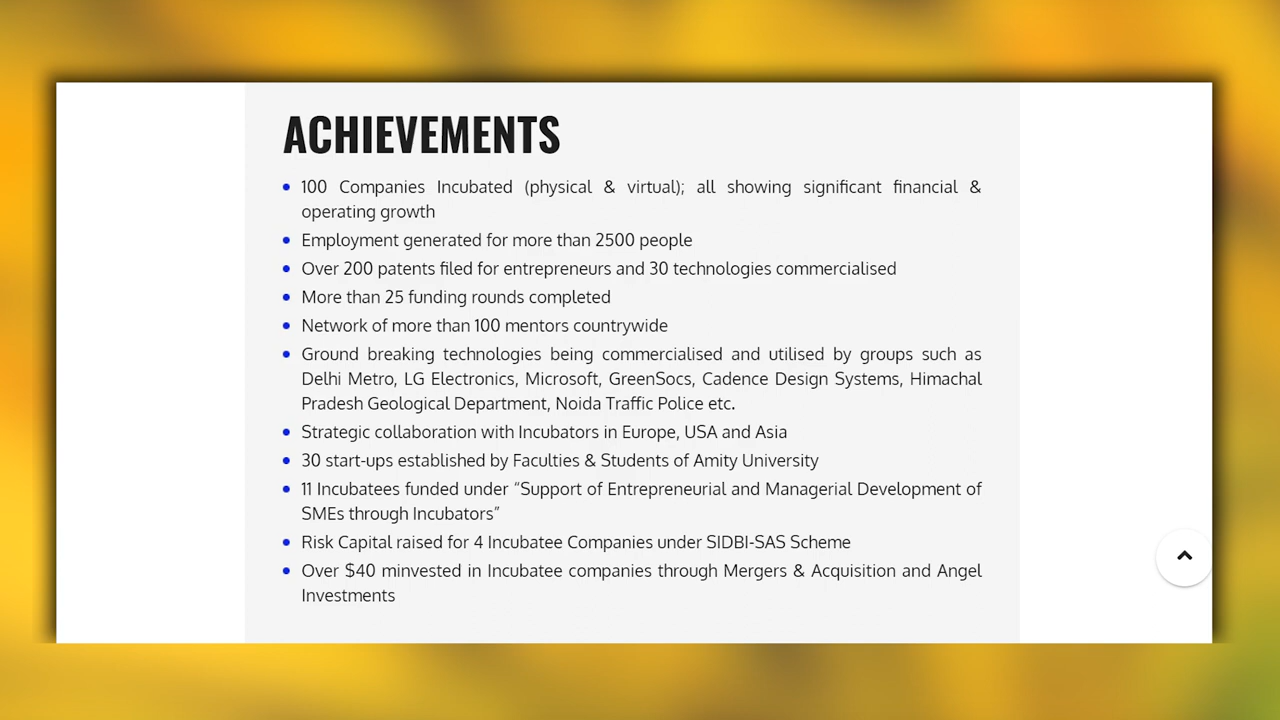 ACHIEVEMENTS
100 Companies Incubated (physical & virtual); all showing significant financial &
operating growth
Employment generated for more than 2500 people
Over 200 patents filed for entrepreneurs and 30 technologies commercialised
More than 25 funding rounds completed
Network of more than 100 mentors countrywide
Ground breaking technologies being commercialised and utilised by groups such as
Delhi Metro, LG Electronics, Microsoft, GreenSocs, Cadence Design Systems, Himachal
Pradesh Geological Department, Noida Traffic Police etc.
Strategic collaboration with Incubators in Europe, USA and Asia
30 start-ups established by Faculties & Students of Amity University
11 Incubatees funded under “Support of Entrepreneurial and Managerial Development of
SMEs through Incubators”
Risk Capital raised for 4 Incubatee Companies under SIDBI-SAS Scheme
Over $40 minvested in Incubatee companies through Mergers & Acquisition and Angel
Investments